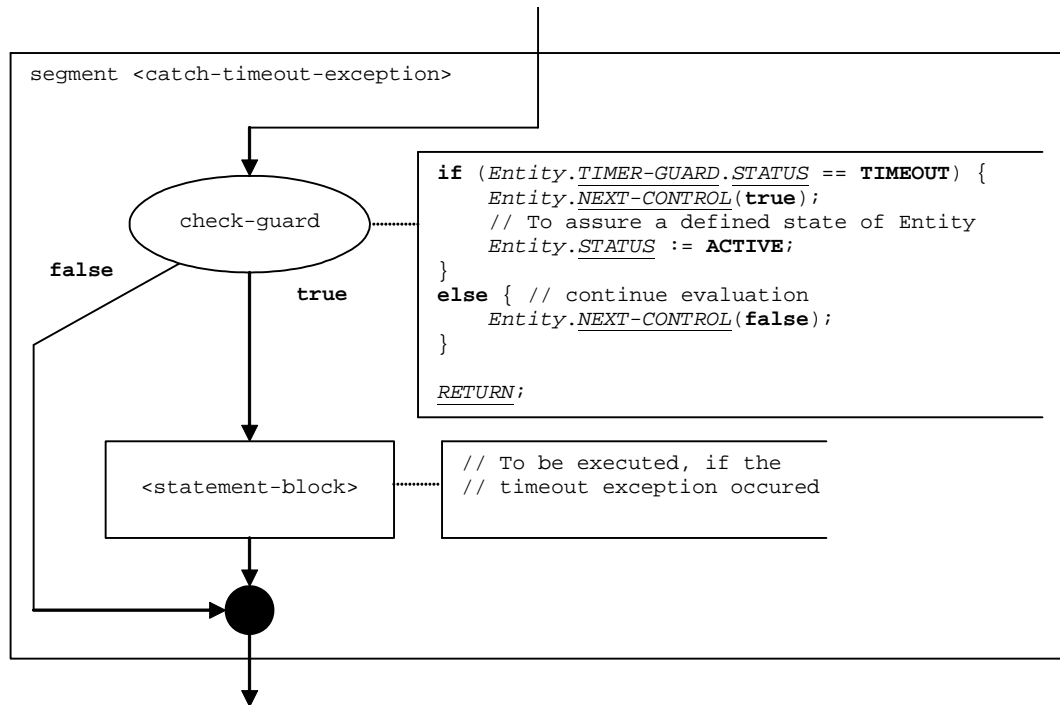 segment <catch-timeout-exception>
check-guard
if (Entity.TIMER-GUARD.STATUS == TIMEOUT) {
Entity.NEXT-CONTROL(true);
// To assure a defined state of Entity
Entity.STATUS := ACTIVE;
}
else { // continue evaluation
Entity.NEXT-CONTROL(false);
}
RETURN;
false
true
<statement-block>
// To be executed, if the
// timeout exception occured